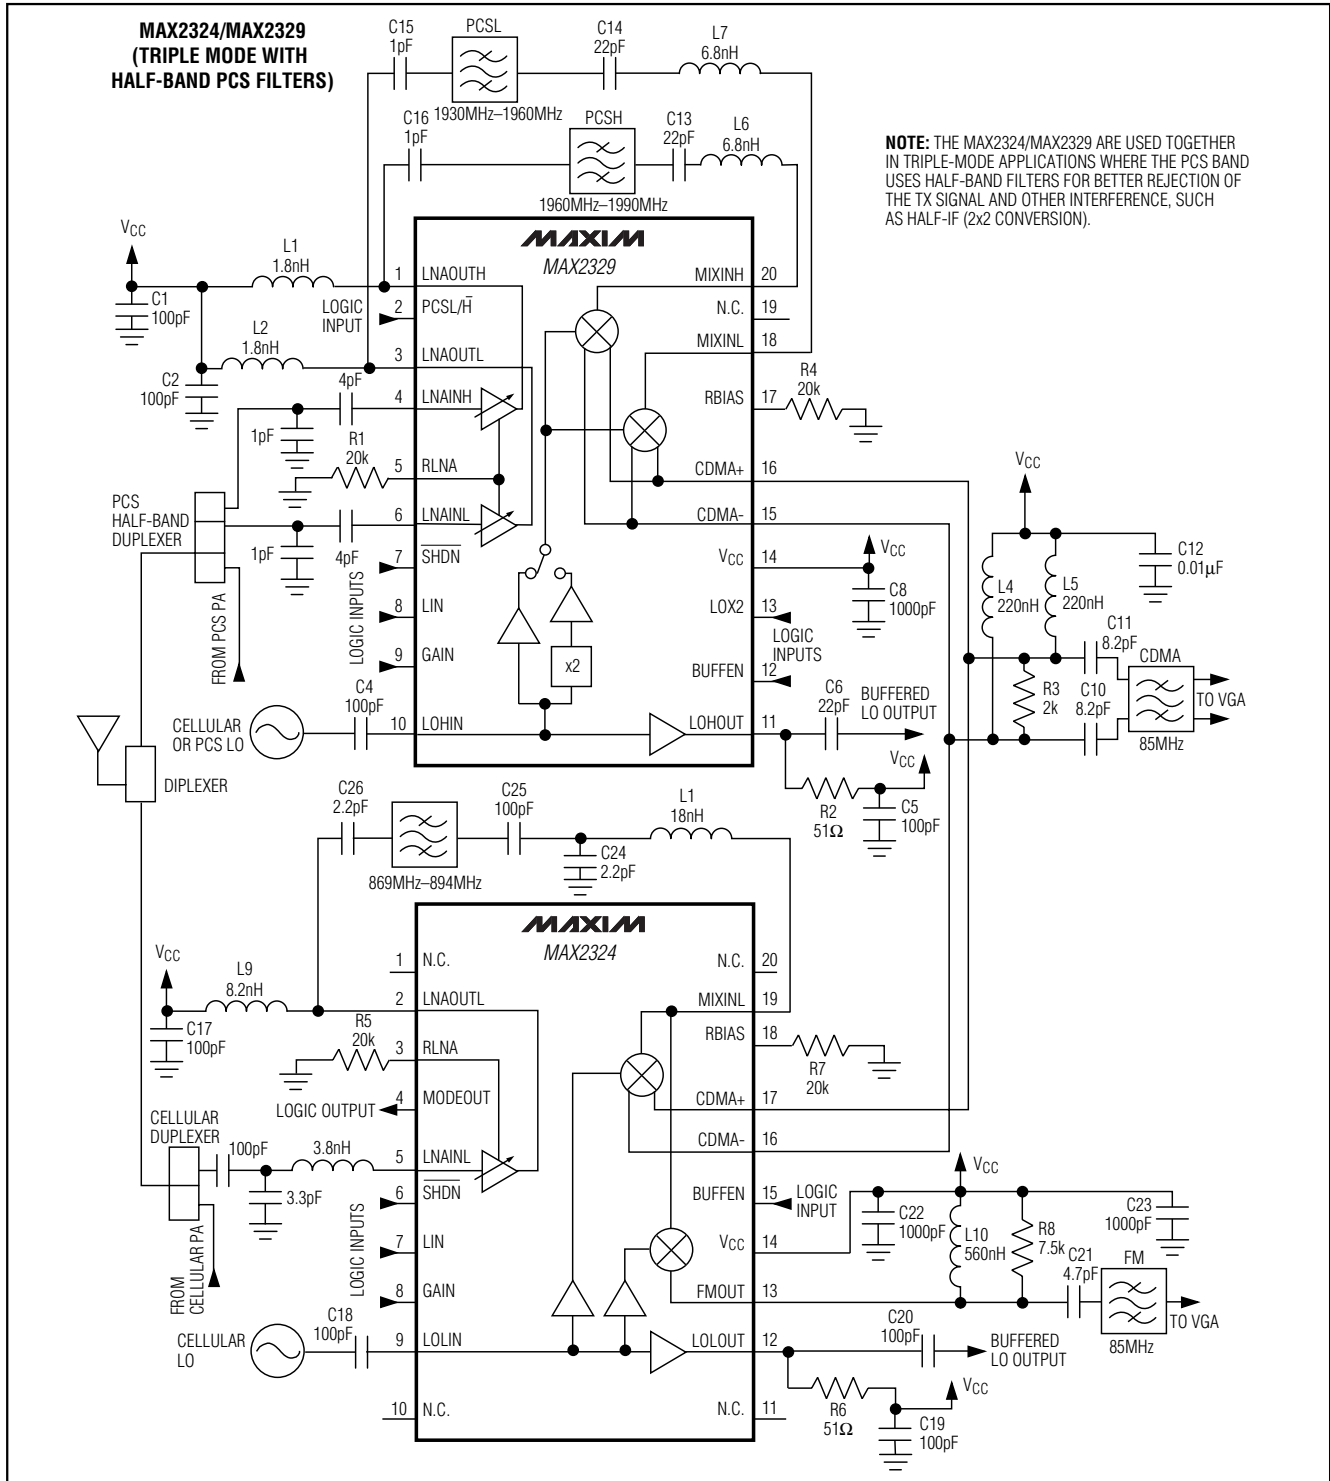 MAX2324/MAX2329
(TRIPLE MODE WITH
HALF-BAND PCS FILTERS)
C15
1pF
PCSL
1930MHz–1960MHz
C14
22pF
L7
6.8nH
C16
1pF
PCSH
1960MHz–1990MHz
C13
22pF
L6
6.8nH
NOTE: THE MAX2324/MAX2329 ARE USED TOGETHER
IN TRIPLE-MODE APPLICATIONS WHERE THE PCS BAND
USES HALF-BAND FILTERS FOR BETTER REJECTION OF
THE TX SIGNAL AND OTHER INTERFERENCE, SUCH
AS HALF-IF (2x2 CONVERSION).
VCC
L1
1.8nH
C1
100pF
L2
1.8nH
C2
100pF
LOGIC
INPUT
4pF
1pF
R1
20k
1pF
4pF
PCS
HALF-BAND
DUPLEXER
FROM PCS PA
LOGIC INPUTS
CELLULAR
OR PCS LO
C4
100pF
DIPLEXER
MAXIM
MAX2329
1 LNAOUTH
2 PCSL/H̅
3 LNAOUTL
4 LNAINH
5 RLNA
6 LNAINL
7 S̅H̅D̅N̅
8 LIN
9 GAIN
10 LOHIN
x2
MIXINH 20
N.C. 19
MIXINL 18
RBIAS 17
CDMA+ 16
CDMA- 15
VCC 14
LOX2 13
BUFFEN 12
LOHOUT 11
R4
20k
VCC
C8
1000pF
LOGIC
INPUTS
C6
22pF
BUFFERED
LO OUTPUT
VCC
R2
51Ω
C5
100pF
VCC
L4
220nH
L5
220nH
C12
0.01μF
C11
8.2pF
R3
2k
C10
8.2pF
CDMA
85MHz
TO VGA
C26
2.2pF
869MHz–894MHz
C25
100pF
C24
2.2pF
L1
18nH
VCC
L9
8.2nH
C17
100pF
R5
20k
LOGIC OUTPUT
CELLULAR
DUPLEXER
100pF
3.3pF
3.8nH
FROM
CELLULAR PA
LOGIC INPUTS
CELLULAR
LO
C18
100pF
MAXIM
MAX2324
1 N.C.
2 LNAOUTL
3 RLNA
4 MODEOUT
5 LNAINL
6 S̅H̅D̅N̅
7 LIN
8 GAIN
9 LOLIN
10 N.C.
N.C. 20
MIXINL 19
RBIAS 18
CDMA+ 17
CDMA- 16
BUFFEN 15
VCC 14
FMOUT 13
LOLOUT 12
N.C. 11
R7
20k
LOGIC
INPUT
VCC
C22
1000pF
L10
560nH
R8
7.5k
C23
1000pF
C21
4.7pF
FM
85MHz
TO VGA
C20
100pF
BUFFERED
LO OUTPUT
R6
51Ω
VCC
C19
100pF